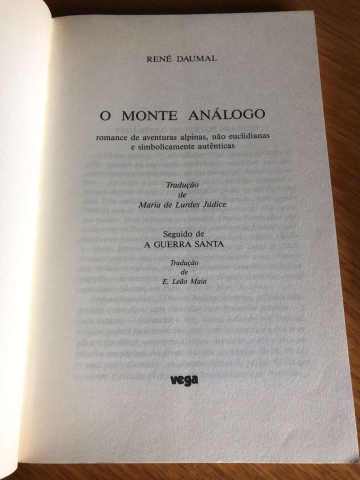 RENÉ DAUMAL
O MONTE ANÁLOGO
romance de aventuras alpinas, não euclidianas
e simbolicamente autênticas
Tradução
de
Maria de Lurdes Júdice
Seguido de
A GUERRA SANTA
Tradução
de
E. Leão Maia
vega